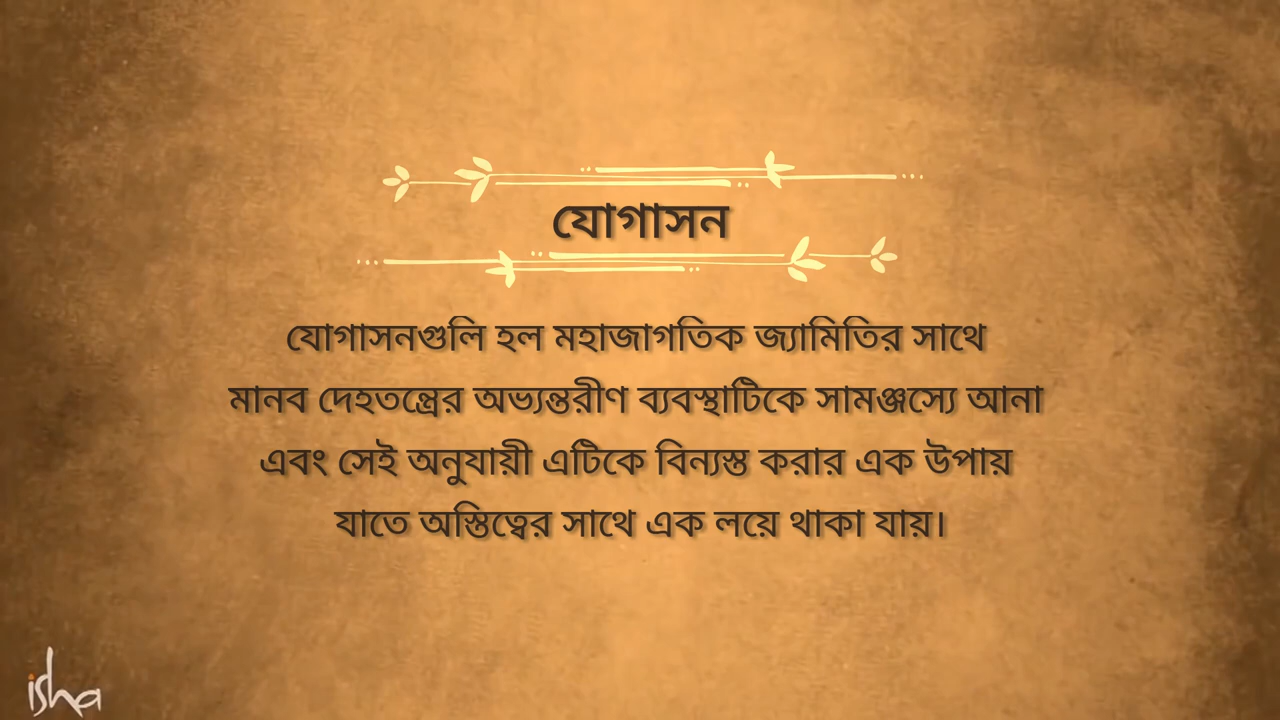 যোগাসন
যোগাসনগুলি হল মহাজাগতিক জ্যামিতির সাথে
মানব দেহতন্ত্রের অভ্যন্তরীণ ব্যবস্থাটিকে সামঞ্জস্যে আনা
এবং সেই অনুযায়ী এটিকে বিন্যস্ত করার এক উপায়
যাতে অস্তিত্বের সাথে এক লয়ে থাকা যায়।
isha